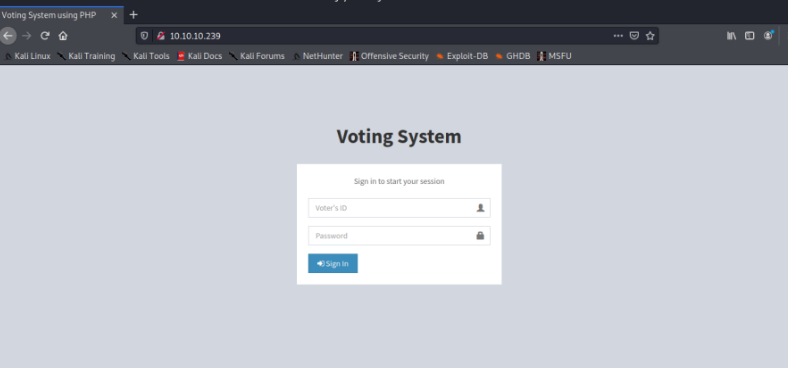 Voting System using PHP × +
10.10.10.239
Kali Linux Kali Training Kali Tools Kali Docs Kali Forums NetHunter Offensive Security Exploit-DB GHDB MSFU
Voting System
Sign in to start your session
Voter's ID
Password
Sign In